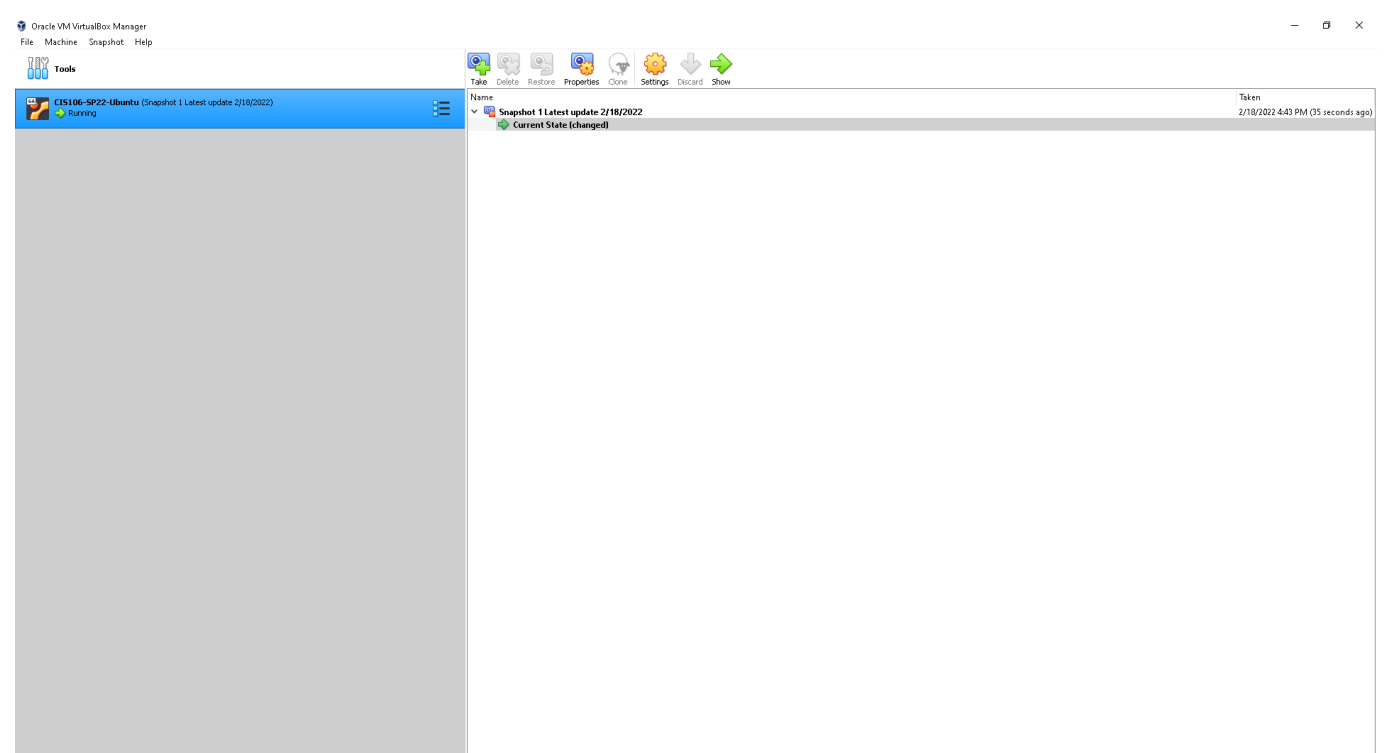 Oracle VM VirtualBox Manager
File Machine Snapshot Help
Tools
Take Delete Restore Properties Clone Settings Discard Show
64
CIS106-SP22-Ubuntu (Snapshot 1 Latest update 2/18/2022)
Running
Name Taken
Snapshot 1 Latest update 2/18/2022 2/18/2022 4:43 PM (35 seconds ago)
Current State (changed)